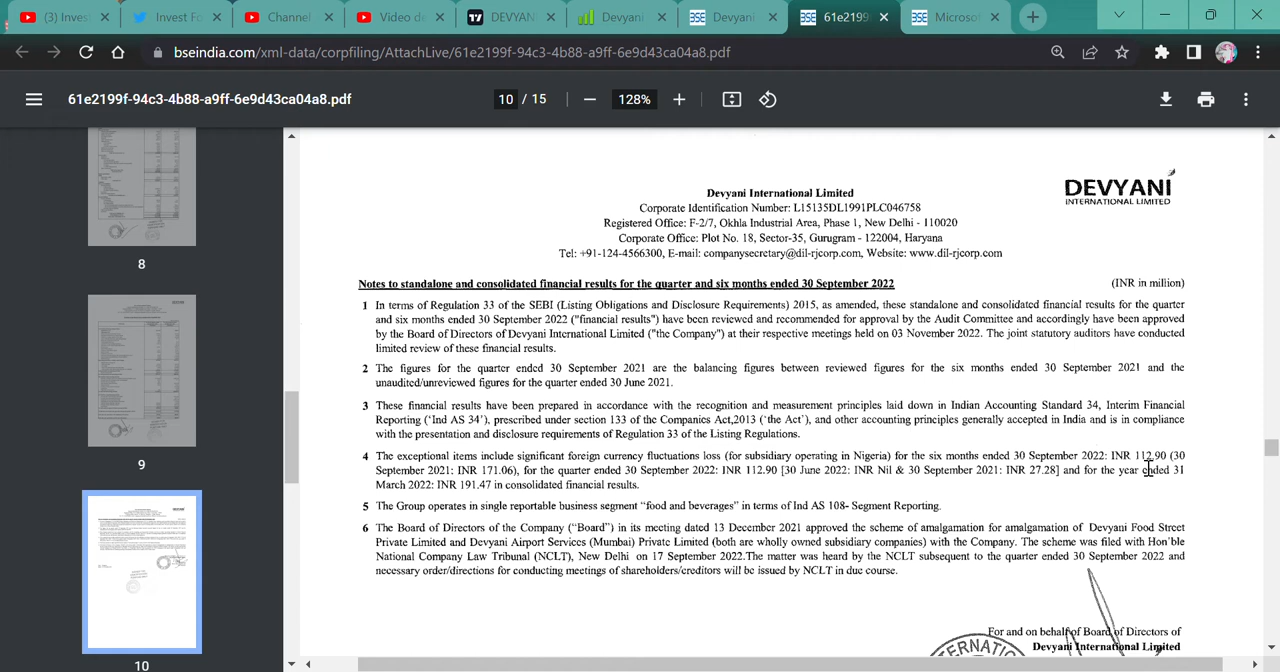 (3) Inves
Invest Fo
Channel
Video de
DEVYANI
Devyani
Devyani
61e2199
Microsof
bseindia.com/xml-data/corpfiling/AttachLive/61e2199f-94c3-4b88-a9ff-6e9d43ca04a8.pdf
61e2199f-94c3-4b88-a9ff-6e9d43ca04a8.pdf
10 / 15
128%
8
9
10
DEVYANI
INTERNATIONAL LIMITED
Devyani International Limited
Corporate Identification Number: L15135DL1991PLC046758
Registered Office: F-2/7, Okhla Industrial Area, Phase 1, New Delhi - 110020
Corporate Office: Plot No. 18, Sector-35, Gurugram - 122004, Haryana
Tel: +91-124-4566300, E-mail: companysecretary@dil-rjcorp.com, Website: www.dil-rjcorp.com
Notes to standalone and consolidated financial results for the quarter and six months ended 30 September 2022 (INR in million)
1 In terms of Regulation 33 of the SEBI (Listing Obligations and Disclosure Requirements) 2015, as amended, these standalone and consolidated financial results for the quarter
and six months ended 30 September 2022 ("financial results") have been reviewed and recommended for approval by the Audit Committee and accordingly have been approved
by the Board of Directors of Devyani International Limited ("the Company") at their respective meetings held on 03 November 2022. The joint statutory auditors have conducted
limited review of these financial results.
2 The figures for the quarter ended 30 September 2021 are the balancing figures between reviewed figures for the six months ended 30 September 2021 and the
unaudited/unreviewed figures for the quarter ended 30 June 2021.
3 These financial results have been prepared in accordance with the recognition and measurement principles laid down in Indian Accounting Standard 34, Interim Financial
Reporting ('Ind AS 34'), prescribed under section 133 of the Companies Act,2013 ('the Act'), and other accounting principles generally accepted in India and is in compliance
with the presentation and disclosure requirements of Regulation 33 of the Listing Regulations.
4 The exceptional items include significant foreign currency fluctuations loss (for subsidiary operating in Nigeria) for the six months ended 30 September 2022: INR 112.90 (30
September 2021: INR 171.06), for the quarter ended 30 September 2022: INR 112.90 [30 June 2022: INR Nil & 30 September 2021: INR 27.28] and for the year ended 31
March 2022: INR 191.47 in consolidated financial results.
5 The Group operates in single reportable business segment "food and beverages" in terms of Ind AS 108- Segment Reporting.
6 The Board of Directors of the Company ("Board") in its meeting dated 13 December 2021 approved the scheme of amalgamation for amalgamation of Devyani Food Street
Private Limited and Devyani Airport Services (Mumbai) Private Limited (both are wholly owned subsidiary companies) with the Company. The scheme was filed with Hon'ble
National Company Law Tribunal (NCLT), New Delhi on 17 September 2022.The matter was heard by the NCLT subsequent to the quarter ended 30 September 2022 and
necessary order/directions for conducting meetings of shareholders/creditors will be issued by NCLT in due course.
For and on behalf of Board of Directors of
Devyani International Limited